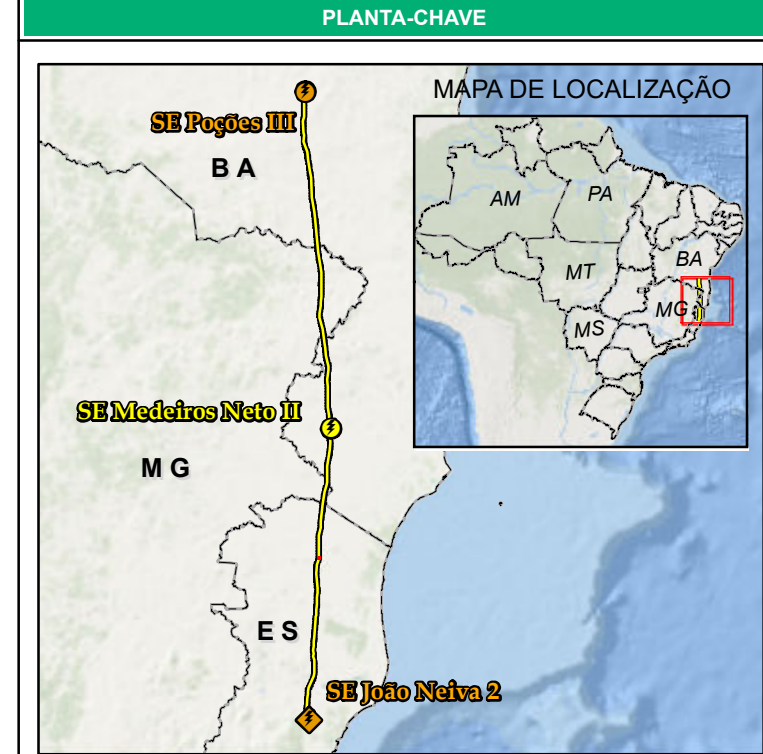 PLANTA-CHAVE
MAPA DE LOCALIZAÇÃO
SE Poções III
B A
AM
PA
BA
MT
MG
MS
SE Medeiros Neto II
M G
E S
SE João Neiva 2